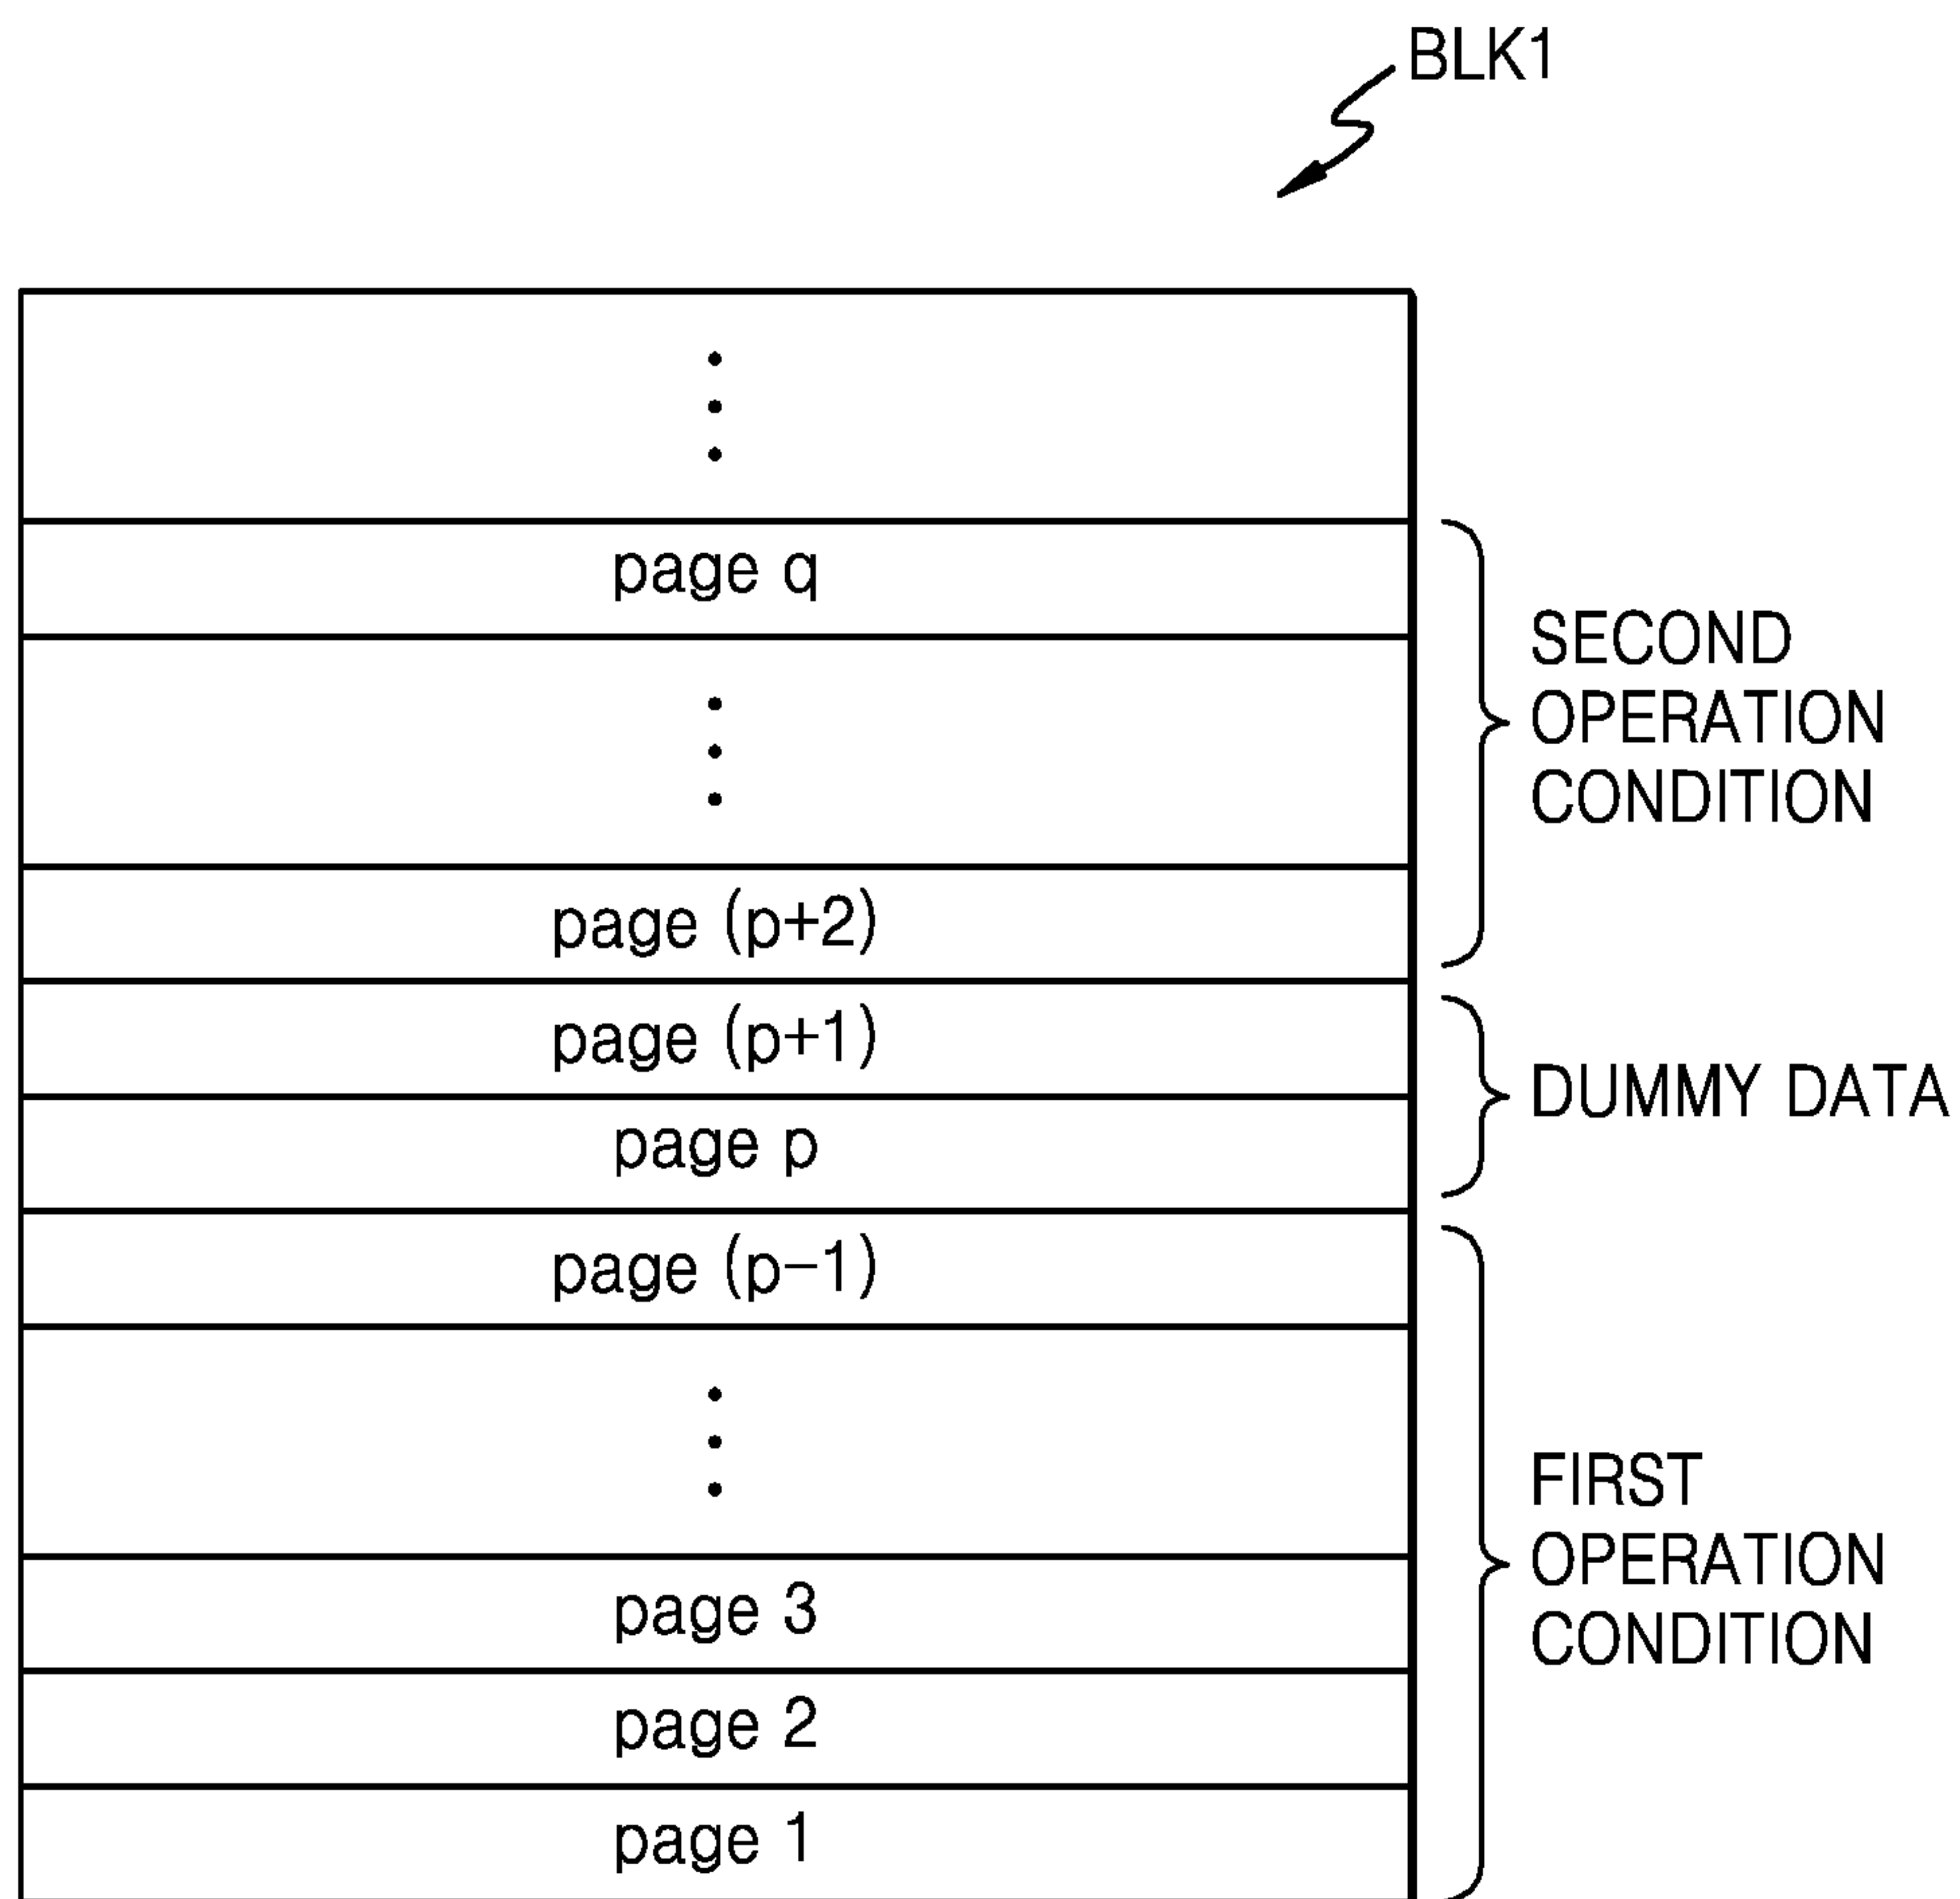 BLK1
page q
SECOND
OPERATION
CONDITION
page (p+2)
page (p+1)
DUMMY DATA
page p
page (p−1)
FIRST
OPERATION
CONDITION
page 3
page 2
page 1